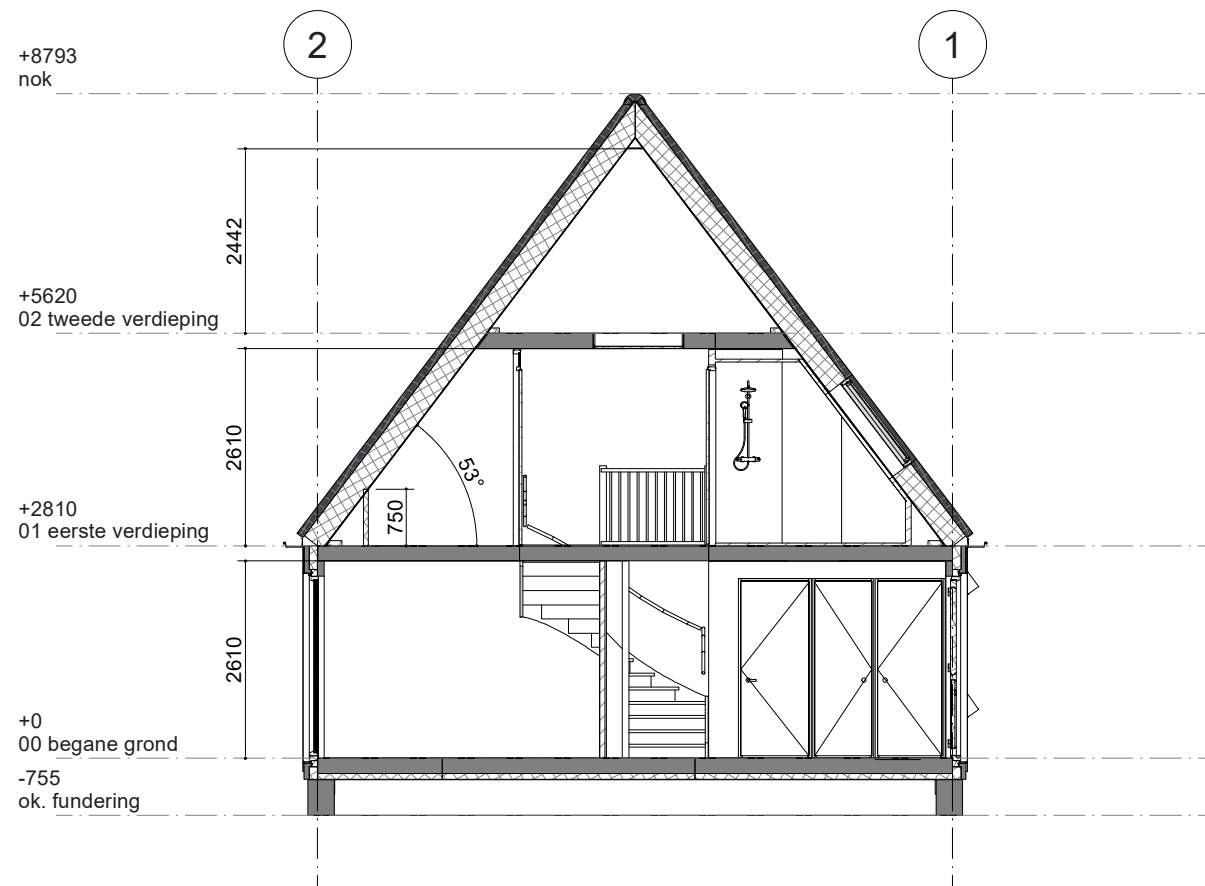 2
1
+8793
nok
2442
+5620
02 tweede verdieping
2610
53°
750
+2810
01 eerste verdieping
2610
+0
00 begane grond
-755
ok. fundering